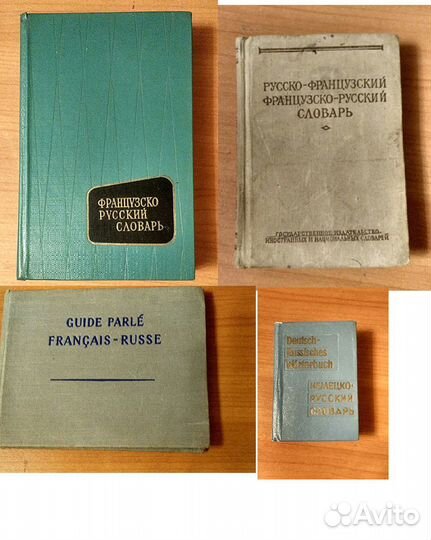 ФРАНЦУЗСКО
РУССКИЙ
СЛОВАРЬ
РУССКО-ФРАНЦУЗСКИЙ
ФРАНЦУЗСКО-РУССКИЙ
СЛОВАРЬ
ГОСУДАРСТВЕННОЕ ИЗДАТЕЛЬСТВО
ИНОСТРАННЫХ И НАЦИОНАЛЬНЫХ СЛОВАРЕЙ
GUIDE PARLÉ
FRANÇAIS-RUSSE
Deutsch-
Russisches
Wörterbuch
НЕМЕЦКО-
РУССКИЙ
СЛОВАРЬ
Avito